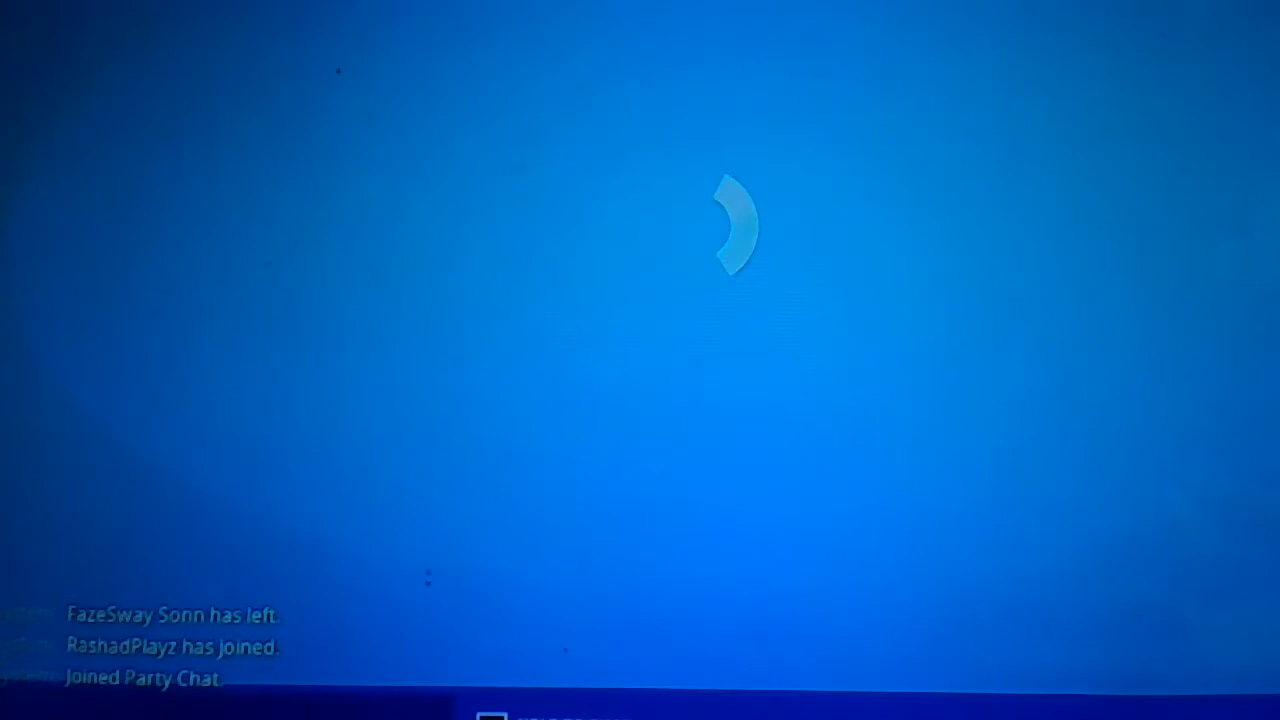 FazeSway Sonn has left.
RashadPlayz has joined.
Joined Party Chat.